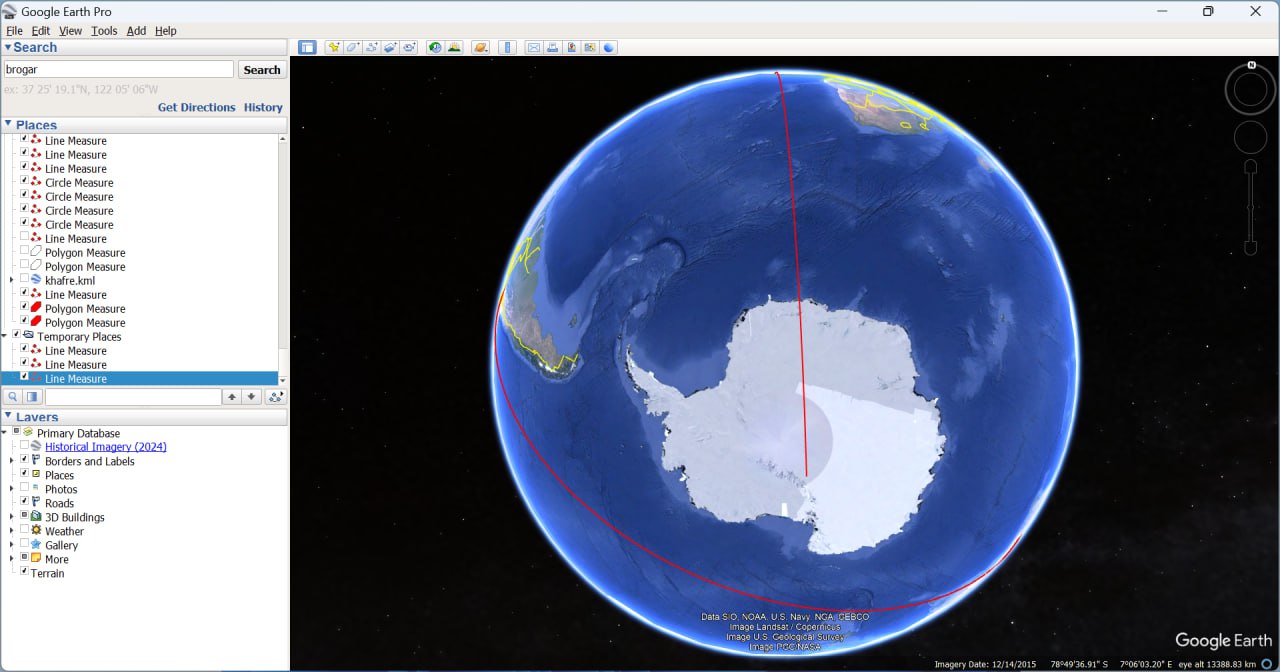 Google Earth Pro
File Edit View Tools Add Help
Search
brogar
Search
ex: 37 25' 19.1"N, 122 05' 06"W
Get Directions History
Places
Line Measure
Line Measure
Line Measure
Circle Measure
Circle Measure
Circle Measure
Circle Measure
Line Measure
Polygon Measure
Polygon Measure
khafre.kml
Line Measure
Polygon Measure
Polygon Measure
Temporary Places
Line Measure
Line Measure
Line Measure
Layers
Primary Database
Historical Imagery (2024)
Borders and Labels
Places
Photos
Roads
3D Buildings
Weather
Gallery
More
Terrain
N
Data SIO, NOAA, U.S. Navy, NGA, GEBCO
Image Landsat / Copernicus
Image U.S. Geological Survey
Image PGC/NASA
Google Earth
Imagery Date: 12/14/2015 78°49'36.91" S 7°06'03.20" E eye alt 13388.83 km